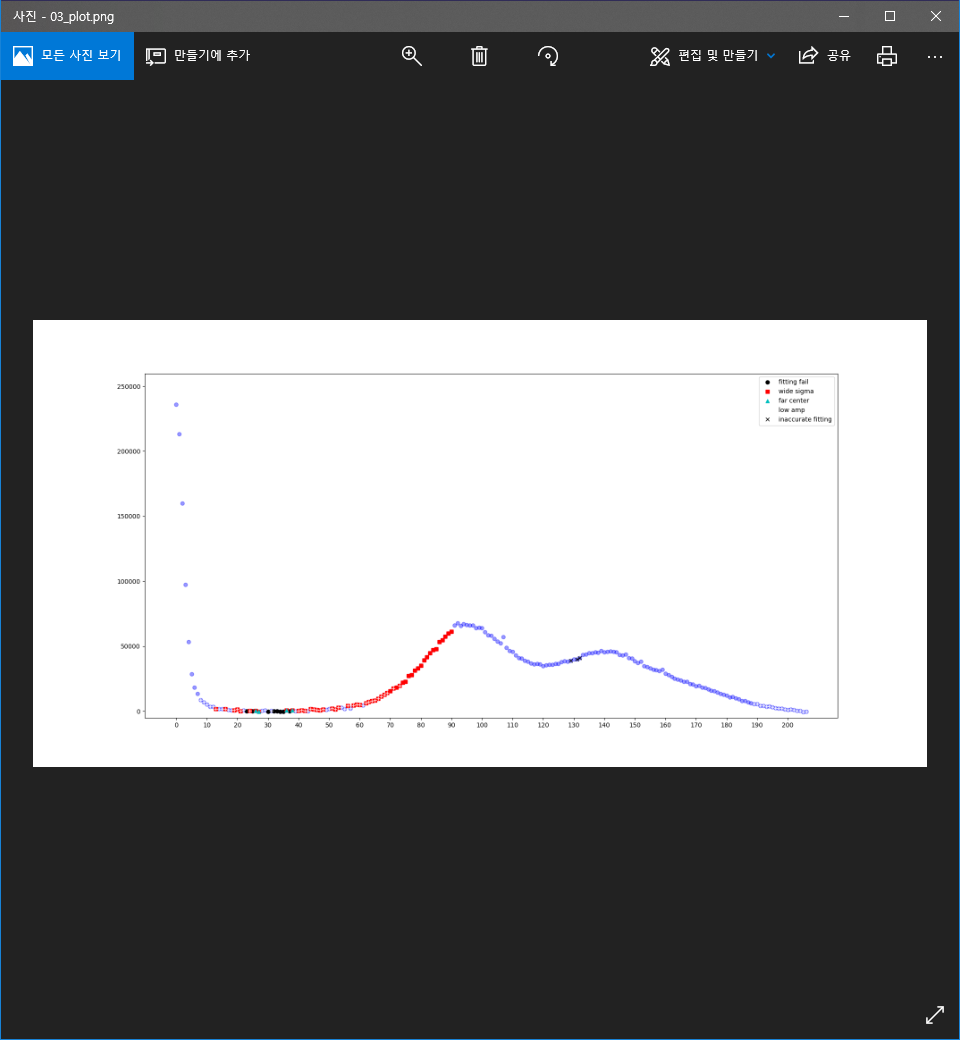 사진 - 03_plot.png
모든 사진 보기
만들기에 추가
편집 및 만들기
공유
fitting fail
wide sigma
far center
low amp
inaccurate fitting
250000
200000
150000
100000
50000
0
0 10 20 30 40 50 60 70 80 90 100 110 120 130 140 150 160 170 180 190 200